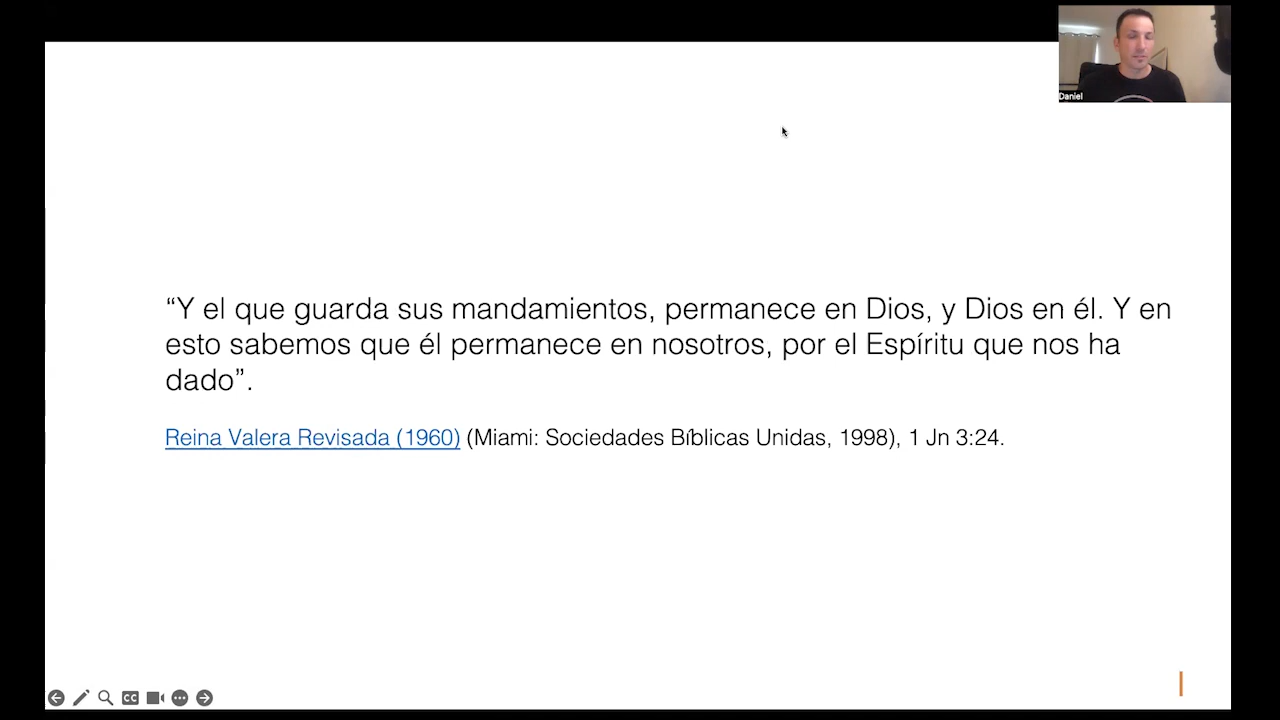 Daniel
“Y el que guarda sus mandamientos, permanece en Dios, y Dios en él. Y en
esto sabemos que él permanece en nosotros, por el Espíritu que nos ha
dado”.
Reina Valera Revisada (1960) (Miami: Sociedades Bíblicas Unidas, 1998), 1 Jn 3:24.
CC